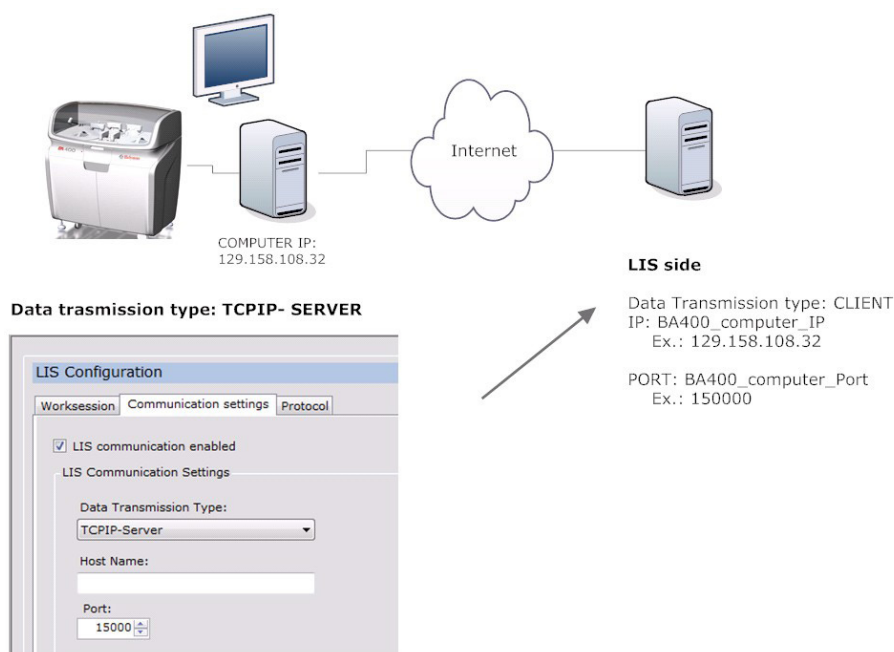 Internet
COMPUTER IP:
129.158.108.32
LIS side
Data Transmission type: CLIENT
IP: BA400_computer_IP
Ex.: 129.158.108.32
PORT: BA400_computer_Port
Ex.: 150000
Data trasmission type: TCPIP- SERVER
LIS Configuration
Worksession
Communication settings
Protocol
LIS communication enabled
LIS Communication Settings
Data Transmission Type:
TCPIP-Server
Host Name:
Port:
15000